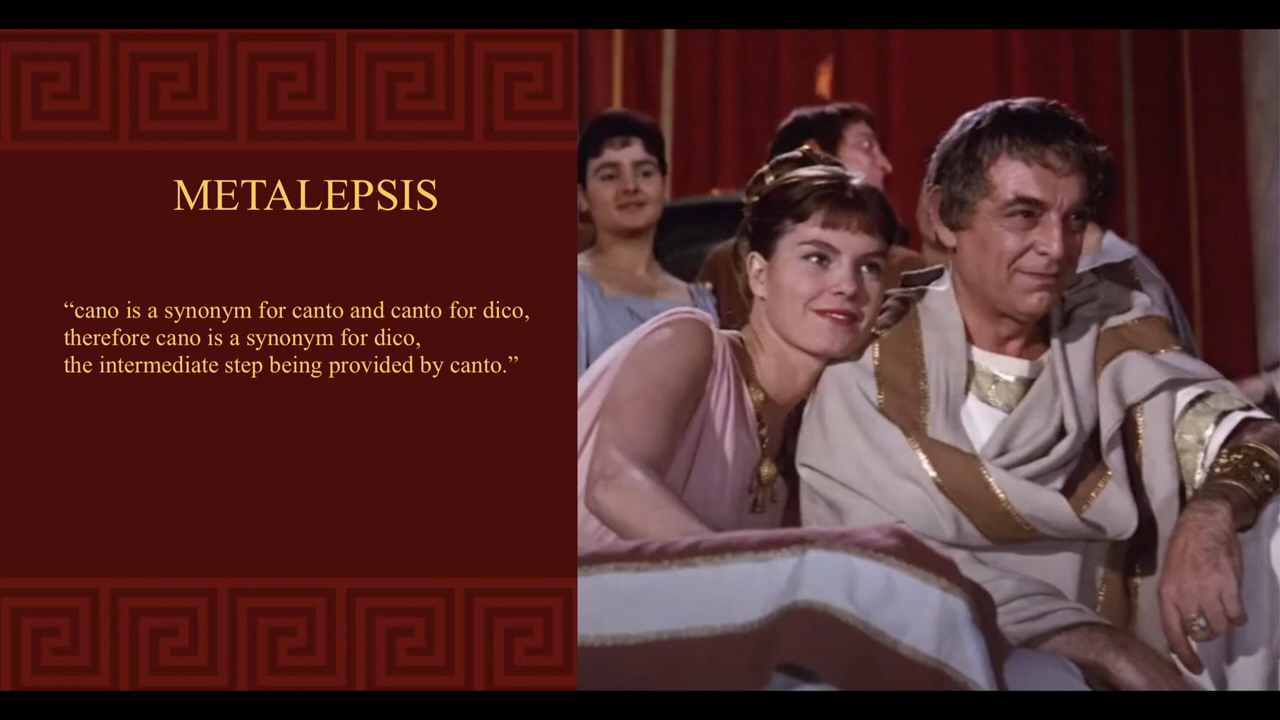 METALEPSIS
“cano is a synonym for canto and canto for dico,
therefore cano is a synonym for dico,
the intermediate step being provided by canto.”